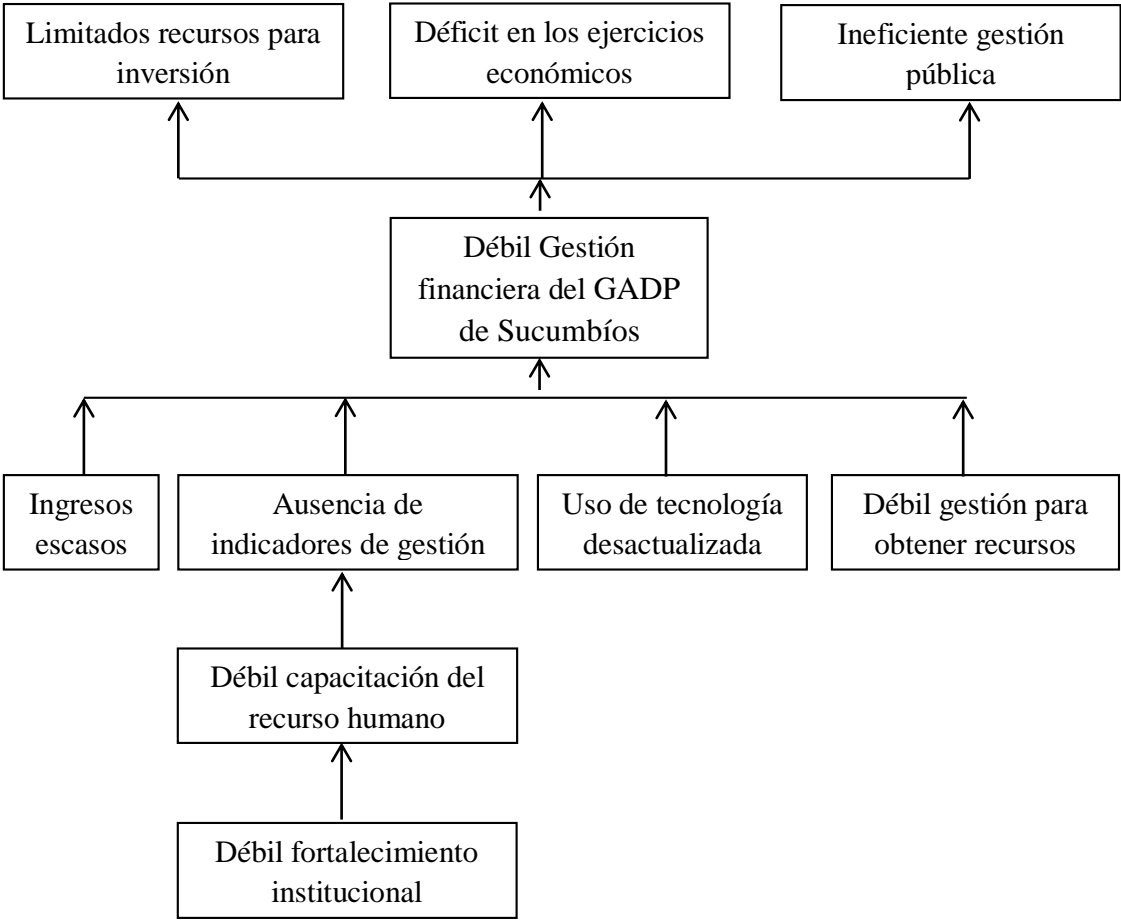 Limitados recursos para
inversión
Déficit en los ejercicios
económicos
Ineficiente gestión
pública
Débil Gestión
financiera del GADP
de Sucumbíos
Ingresos
escasos
Ausencia de
indicadores de gestión
Uso de tecnología
desactualizada
Débil gestión para
obtener recursos
Débil capacitación del
recurso humano
Débil fortalecimiento
institucional